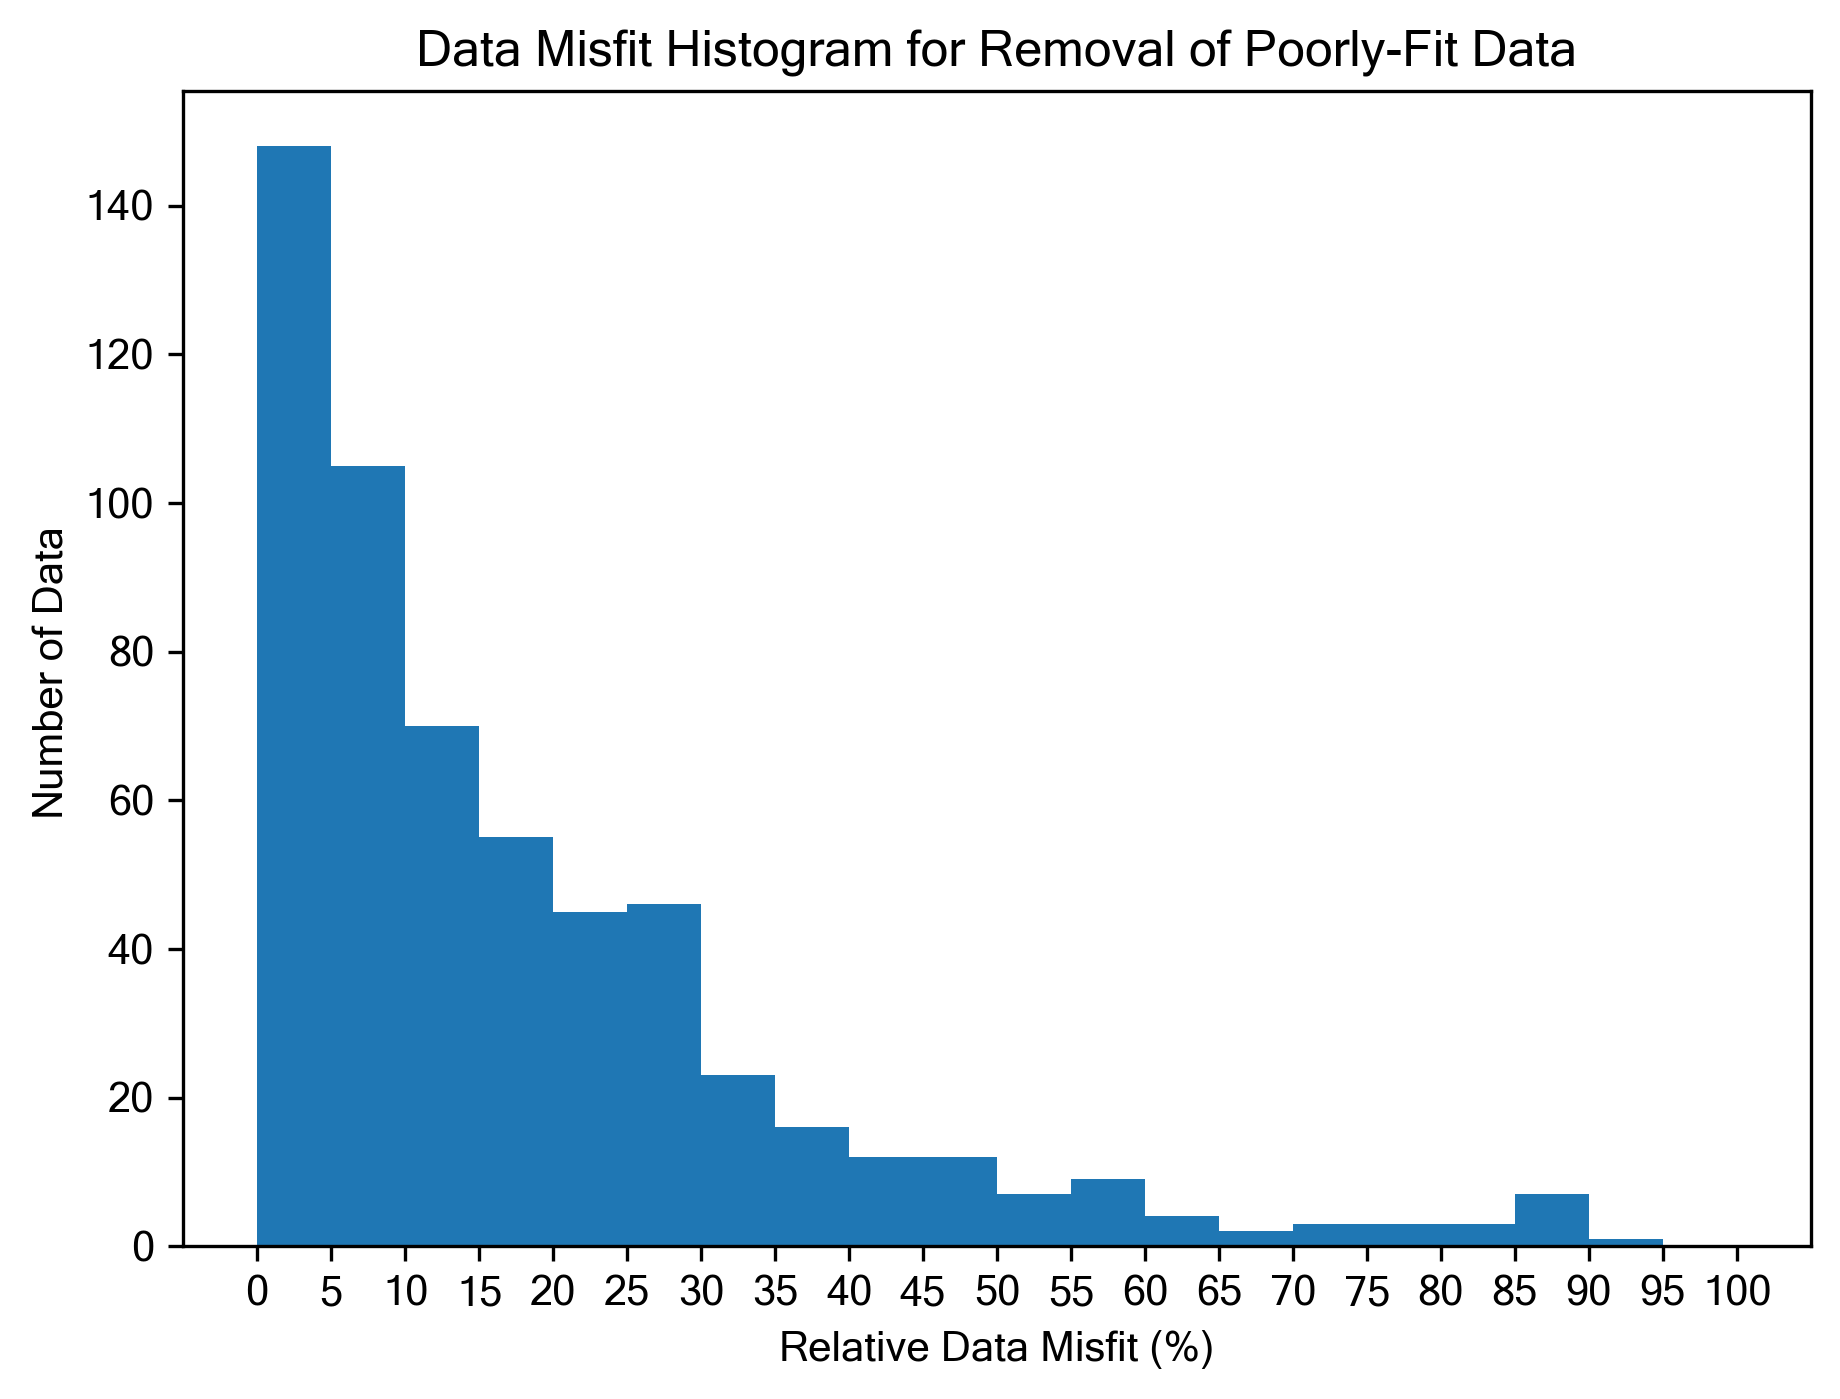 Data Misfit Histogram for Removal of Poorly-Fit Data
140
120
100
80
60
40
20
0
Number of Data
0 5 10 15 20 25 30 35 40 45 50 55 60 65 70 75 80 85 90 95 100
Relative Data Misfit (%)